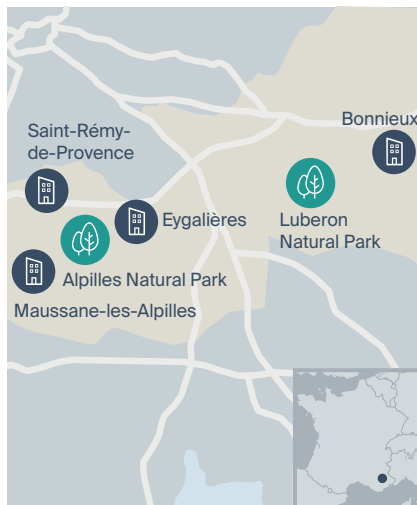 Bonnieux
Saint-Rémy-
de-Provence
Eygalières
Luberon
Natural Park
Alpilles Natural Park
Maussane-les-Alpilles